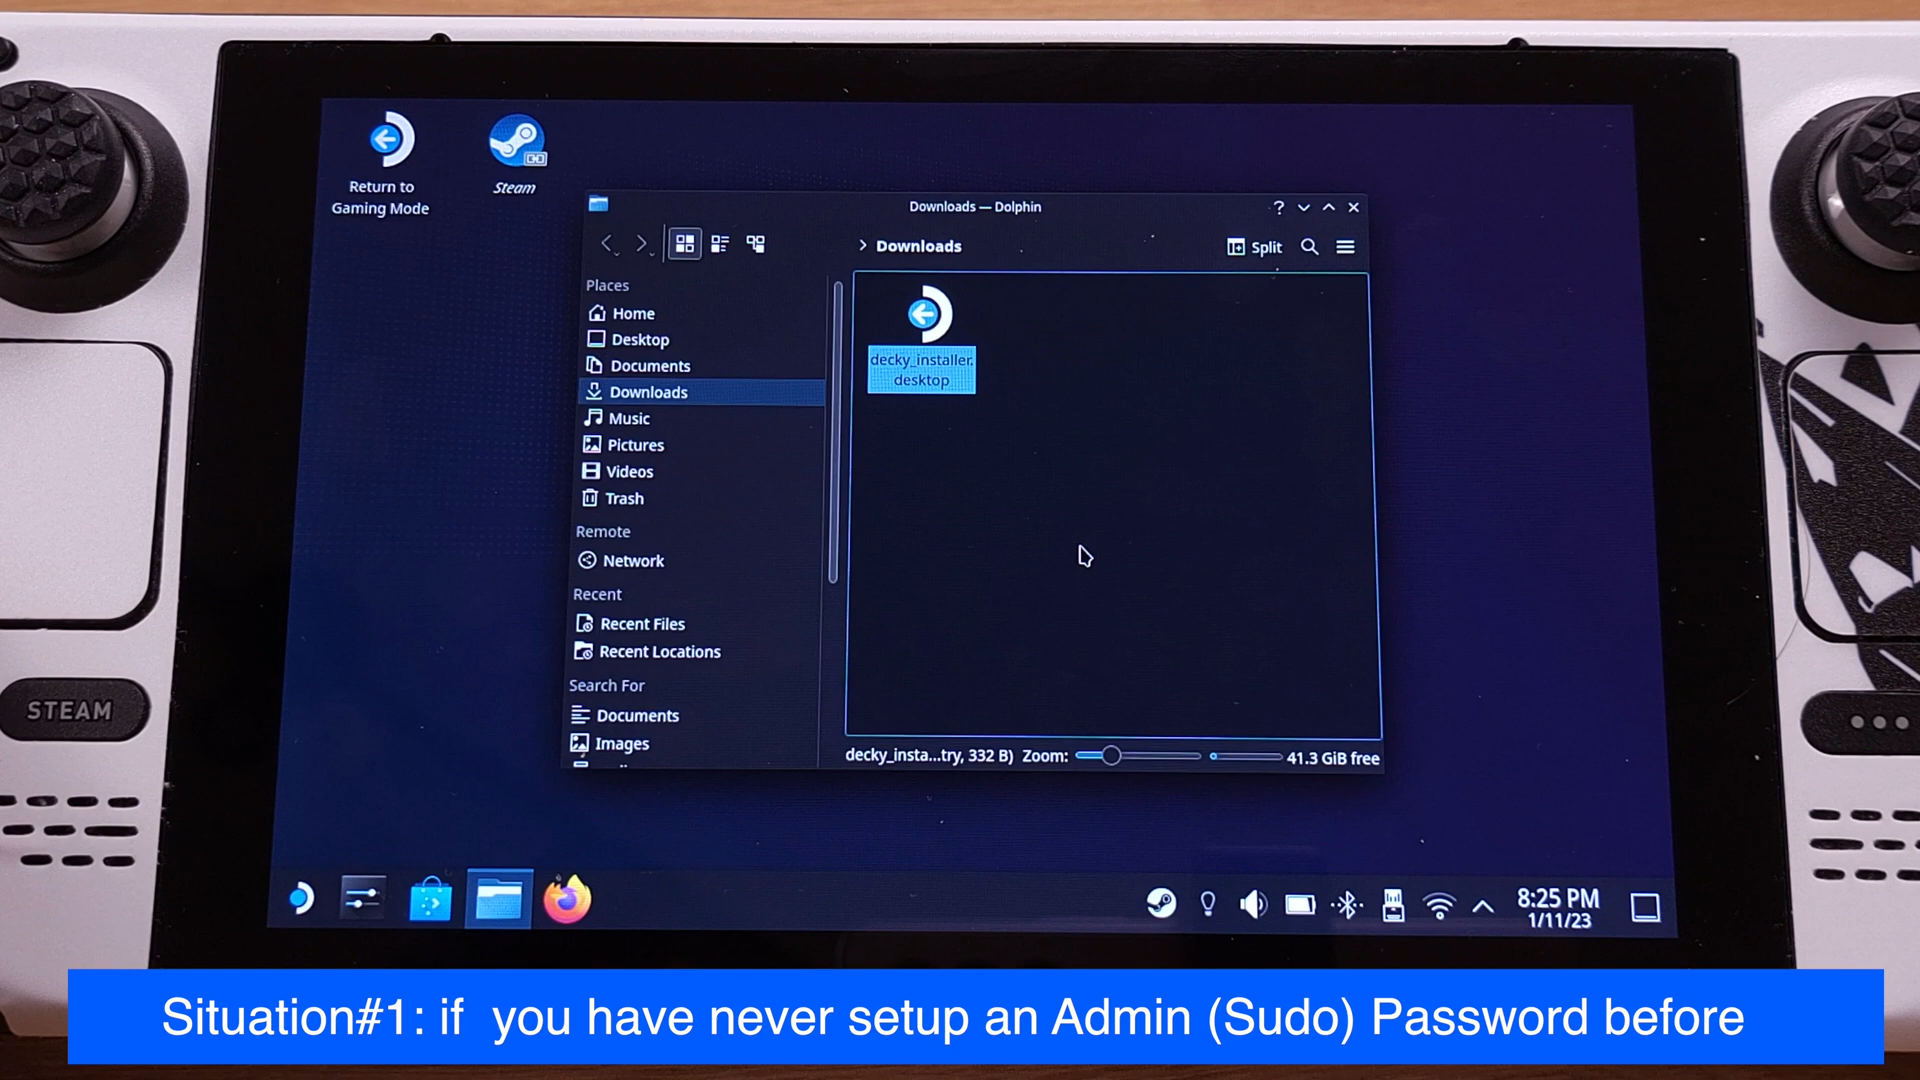 Return to
Gaming Mode
Steam
Downloads — Dolphin
Downloads
Split
Places
Home
Desktop
Documents
Downloads
Music
Pictures
Videos
Trash
Remote
Network
Recent
Recent Files
Recent Locations
Search For
Documents
Images
decky_installer.
desktop
decky_insta...try, 332 B)
Zoom:
41.3 GiB free
STEAM
8:25 PM
1/11/23
Situation#1: if  you have never setup an Admin (Sudo) Password before